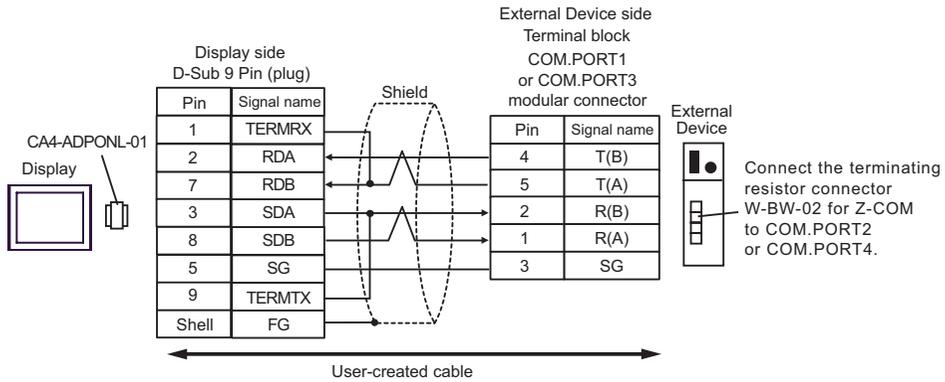 External Device side
Terminal block
COM.PORT1
or COM.PORT3
modular connector
Display side
D-Sub 9 Pin (plug)
Shield
External
Device
CA4-ADPONL-01
Display
Pin Signal name
1 TERMRX
2 RDA
7 RDB
3 SDA
8 SDB
5 SG
9 TERMTX
Shell FG
Pin Signal name
4 T(B)
5 T(A)
2 R(B)
1 R(A)
3 SG
Connect the terminating
resistor connector
W-BW-02 for Z-COM
to COM.PORT2
or COM.PORT4.
User-created cable